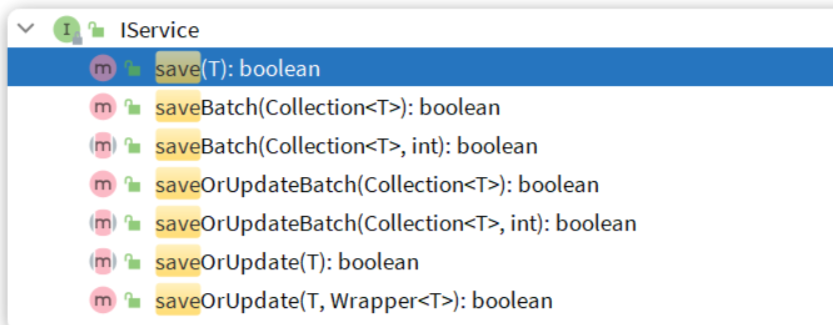 IService
save(T): boolean
saveBatch(Collection<T>): boolean
saveBatch(Collection<T>, int): boolean
saveOrUpdateBatch(Collection<T>): boolean
saveOrUpdateBatch(Collection<T>, int): boolean
saveOrUpdate(T): boolean
saveOrUpdate(T, Wrapper<T>): boolean